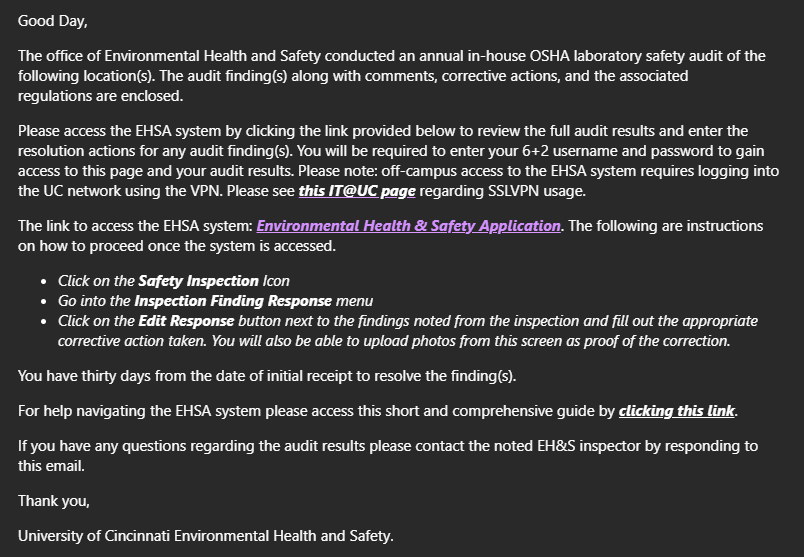 Good Day,
The office of Environmental Health and Safety conducted an annual in-house OSHA laboratory safety audit of the
following location(s). The audit finding(s) along with comments, corrective actions, and the associated
regulations are enclosed.
Please access the EHSA system by clicking the link provided below to review the full audit results and enter the
resolution actions for any audit finding(s). You will be required to enter your 6+2 username and password to gain
access to this page and your audit results. Please note: off-campus access to the EHSA system requires logging into
the UC network using the VPN. Please see this IT@UC page regarding SSLVPN usage.
The link to access the EHSA system: Environmental Health & Safety Application. The following are instructions
on how to proceed once the system is accessed.
• Click on the Safety Inspection Icon
• Go into the Inspection Finding Response menu
• Click on the Edit Response button next to the findings noted from the inspection and fill out the appropriate
corrective action taken. You will also be able to upload photos from this screen as proof of the correction.
You have thirty days from the date of initial receipt to resolve the finding(s).
For help navigating the EHSA system please access this short and comprehensive guide by clicking this link.
If you have any questions regarding the audit results please contact the noted EH&S inspector by responding to
this email.
Thank you,
University of Cincinnati Environmental Health and Safety.